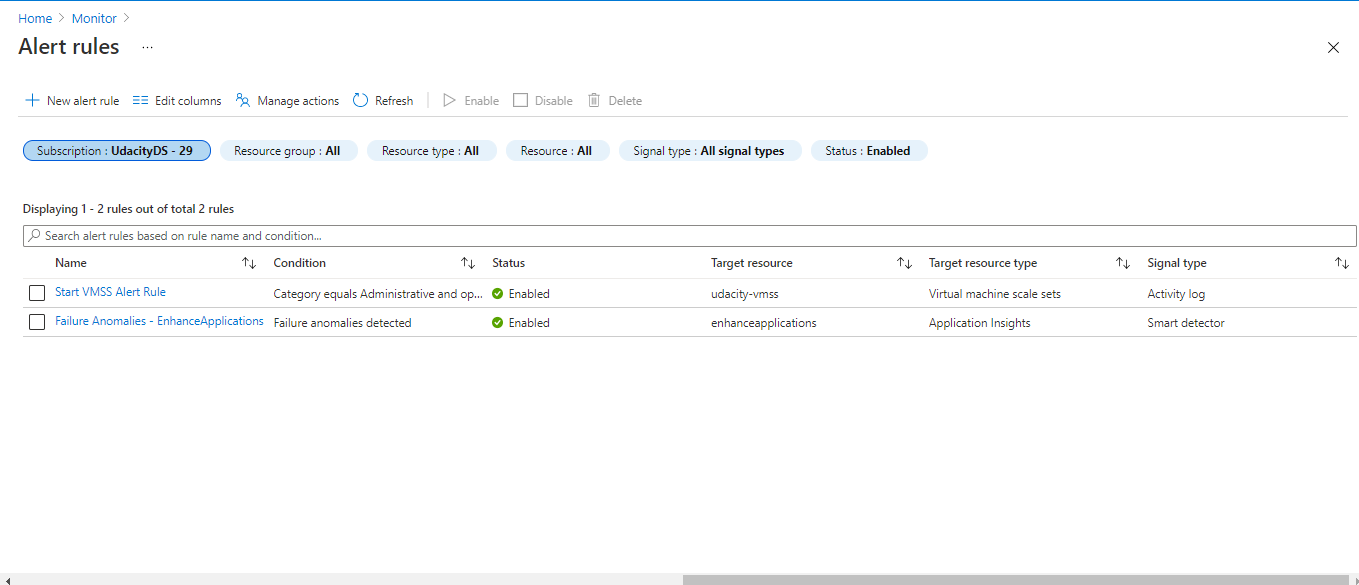 Home > Monitor >
Alert rules ...
New alert rule Edit columns Manage actions Refresh Enable Disable Delete
Subscription : UdacityDS - 29 Resource group : All Resource type : All Resource : All Signal type : All signal types Status : Enabled
Displaying 1 - 2 rules out of total 2 rules
Search alert rules based on rule name and condition...
Name Condition Status Target resource Target resource type Signal type
Start VMSS Alert Rule Category equals Administrative and op... Enabled udacity-vmss Virtual machine scale sets Activity log
Failure Anomalies - EnhanceApplications Failure anomalies detected Enabled enhanceapplications Application Insights Smart detector